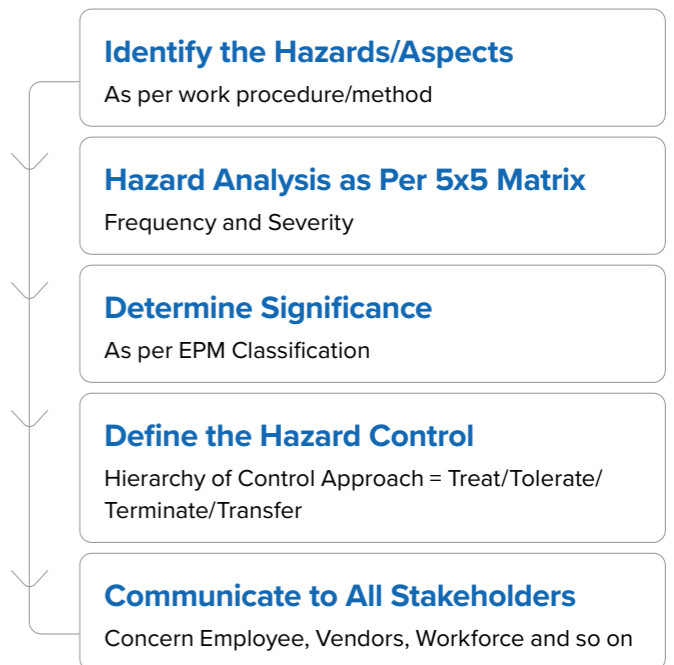 Identify the Hazards/Aspects
As per work procedure/method
Hazard Analysis as Per 5x5 Matrix
Frequency and Severity
Determine Significance
As per EPM Classification
Define the Hazard Control
Hierarchy of Control Approach = Treat/Tolerate/
Terminate/Transfer
Communicate to All Stakeholders
Concern Employee, Vendors, Workforce and so on